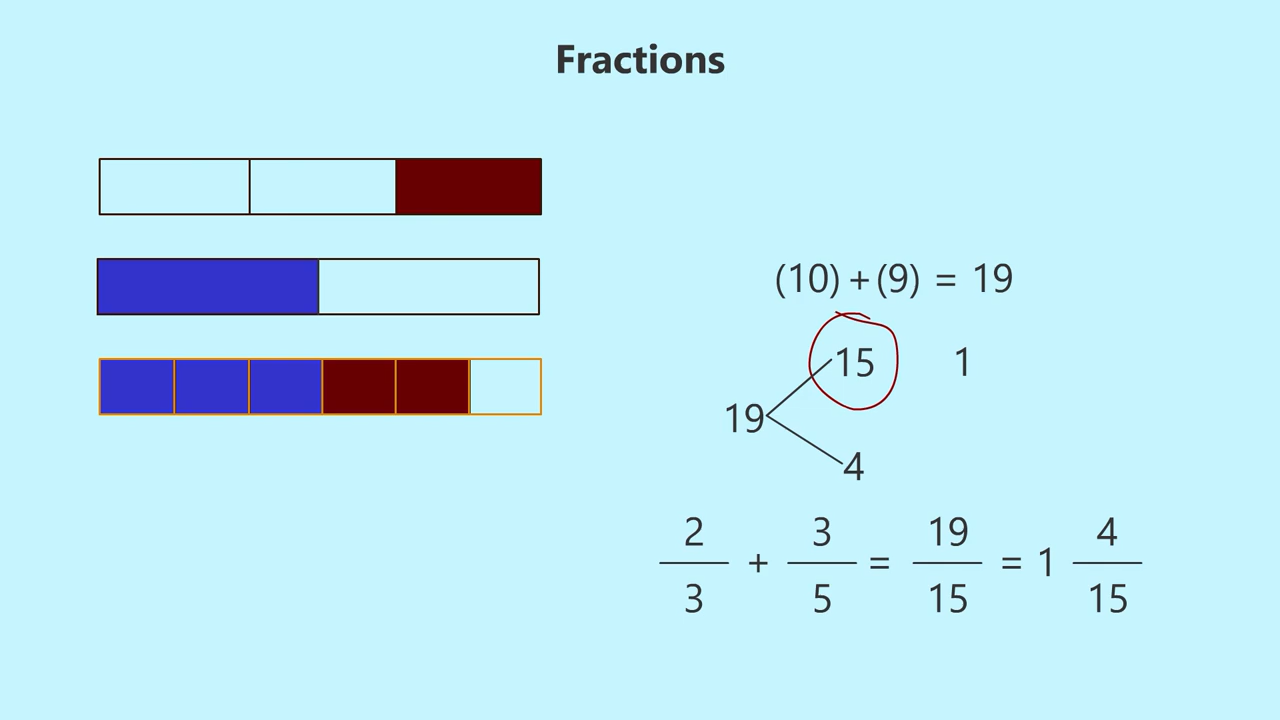 Fractions
(10) + (9) = 19
15 1
19
4
2 3 19 4
+ = = 1
3 5 15 15